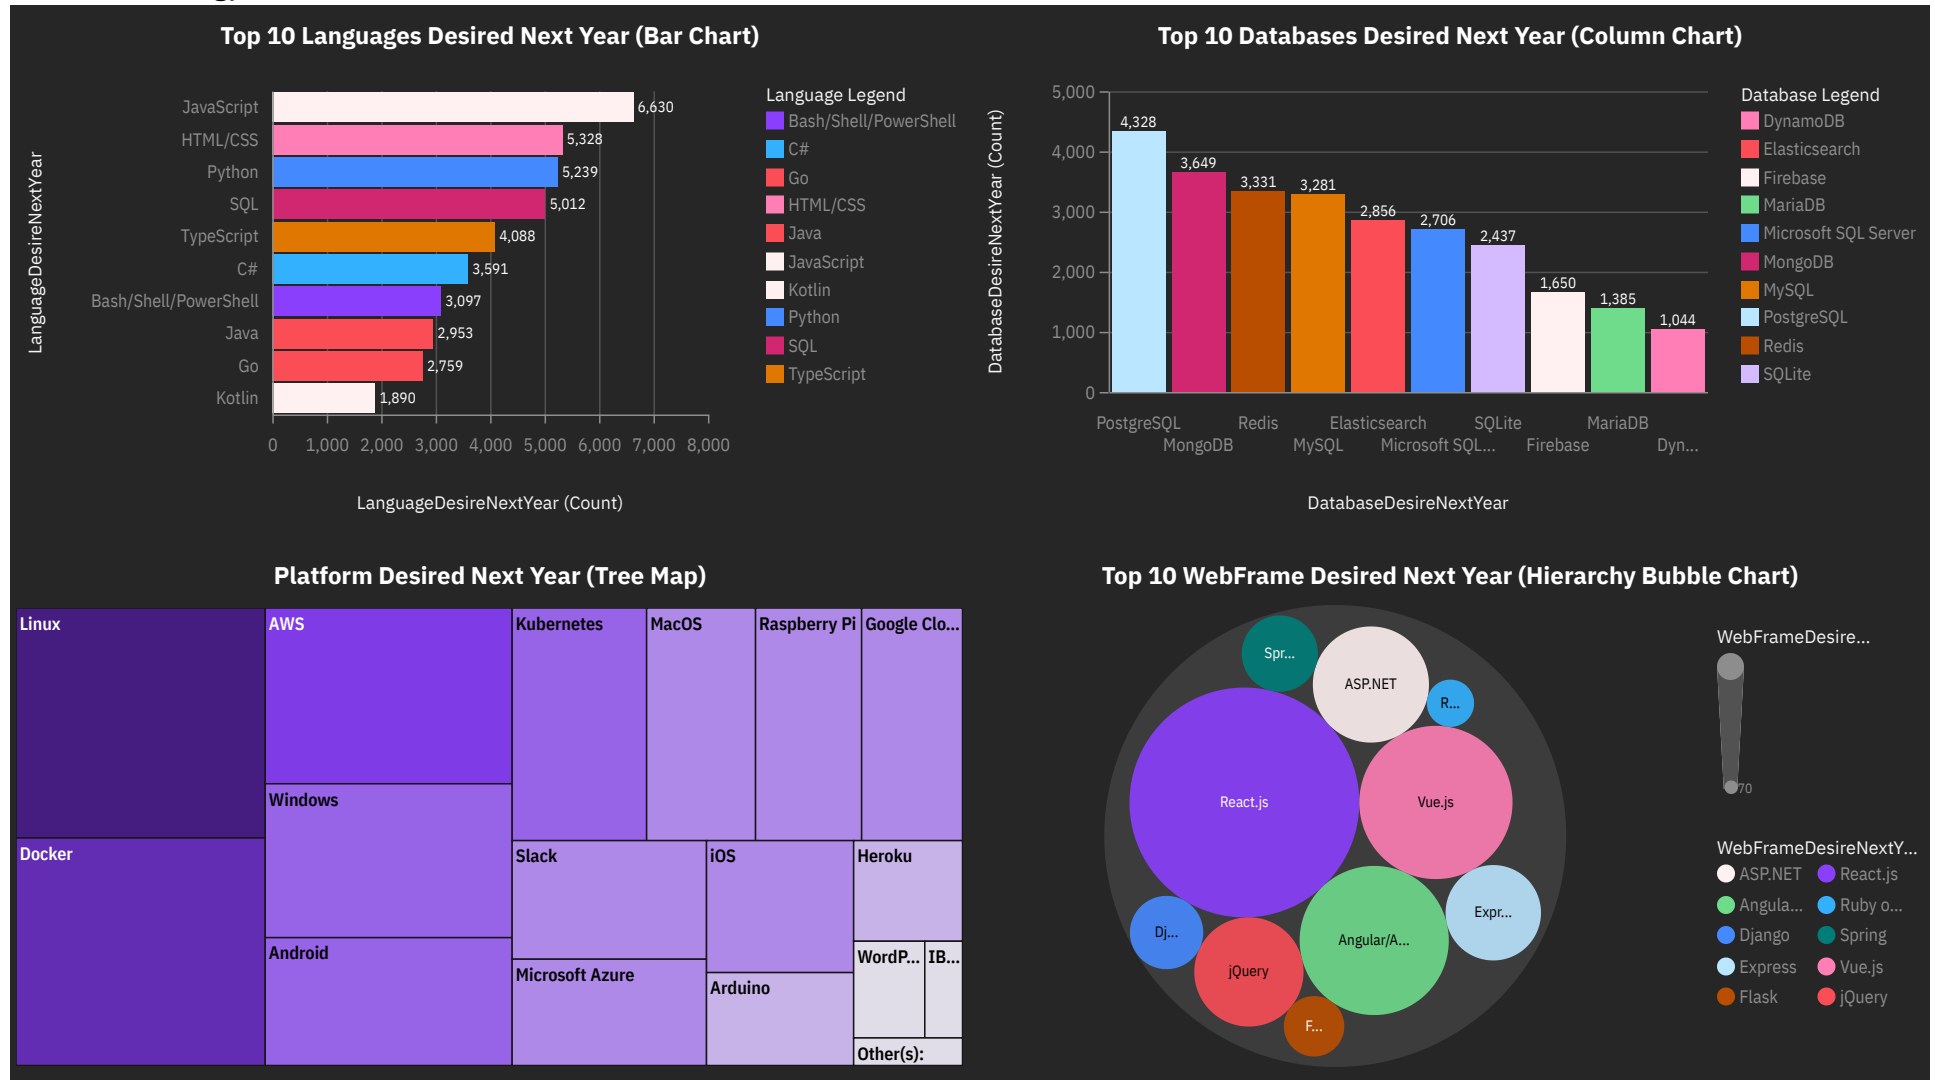 Top 10 Languages Desired Next Year (Bar Chart)
LanguageDesireNextYear
JavaScript
HTML/CSS
Python
SQL
TypeScript
C#
Bash/Shell/PowerShell
Java
Go
Kotlin
6,630
5,328
5,239
5,012
4,088
3,591
3,097
2,953
2,759
1,890
0 1,000 2,000 3,000 4,000 5,000 6,000 7,000 8,000
LanguageDesireNextYear (Count)
Language Legend
Bash/Shell/PowerShell
C#
Go
HTML/CSS
Java
JavaScript
Kotlin
Python
SQL
TypeScript
Top 10 Databases Desired Next Year (Column Chart)
DatabaseDesireNextYear (Count)
5,000
4,000
3,000
2,000
1,000
0
4,328
3,649
3,331
3,281
2,856
2,706
2,437
1,650
1,385
1,044
PostgreSQL Redis Elasticsearch SQLite MariaDB
MongoDB MySQL Microsoft SQL... Firebase Dyn...
DatabaseDesireNextYear
Database Legend
DynamoDB
Elasticsearch
Firebase
MariaDB
Microsoft SQL Server
MongoDB
MySQL
PostgreSQL
Redis
SQLite
Platform Desired Next Year (Tree Map)
Linux
Docker
AWS
Windows
Android
Kubernetes
MacOS
Raspberry Pi
Google Clo...
Slack
Microsoft Azure
iOS
Arduino
Heroku
WordP...
IB...
Other(s):
Top 10 WebFrame Desired Next Year (Hierarchy Bubble Chart)
Spr...
ASP.NET
R...
React.js
Vue.js
Expr...
Dj...
Angular/A...
jQuery
F...
WebFrameDesire...
70
WebFrameDesireNextY...
ASP.NET React.js
Angula... Ruby o...
Django Spring
Express Vue.js
Flask jQuery